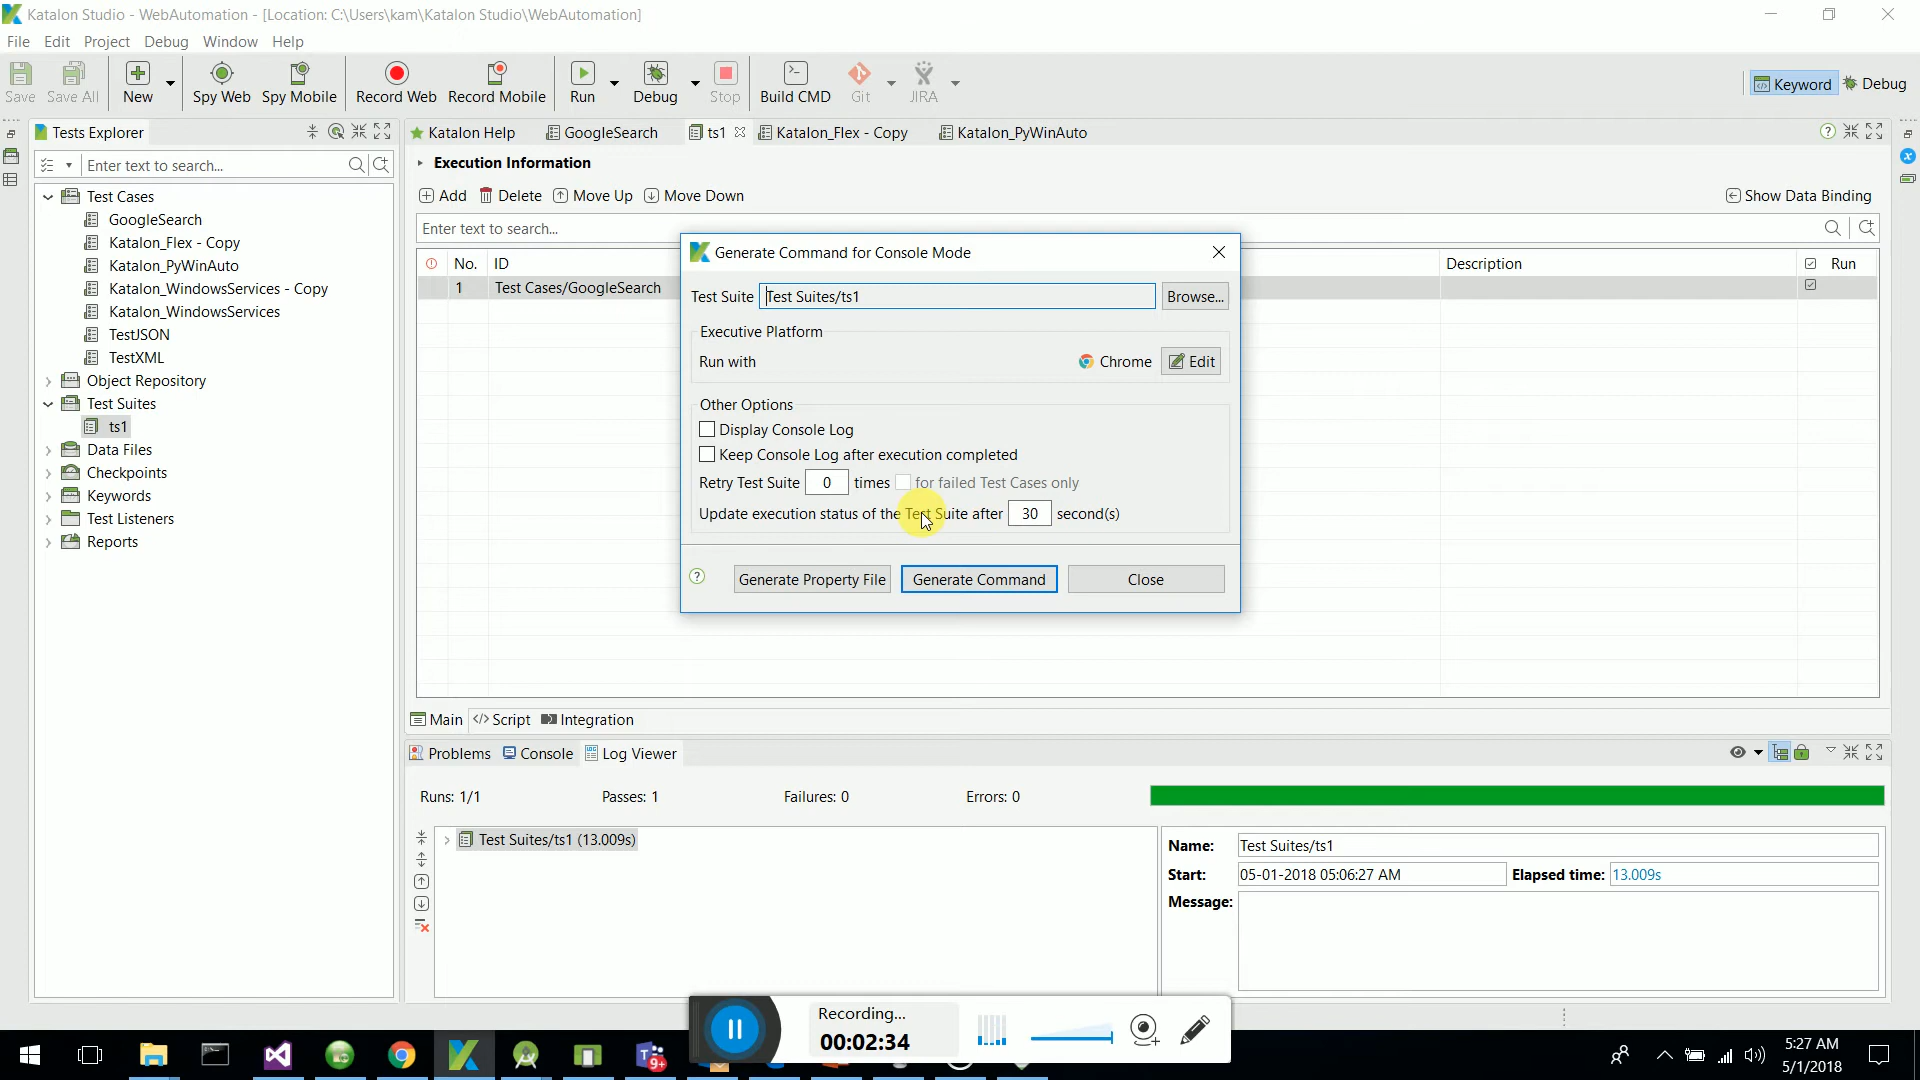 Katalon Studio - WebAutomation - [Location: C:\Users\kam\Katalon Studio\WebAutomation]
File Edit Project Debug Window Help
Save Save All New Spy Web Spy Mobile Record Web Record Mobile Run Debug Stop Build CMD Git JIRA Keyword Debug
Tests Explorer
Katalon Help GoogleSearch ts1 Katalon_Flex - Copy Katalon_PyWinAuto
Enter text to search...
Test Cases
GoogleSearch
Katalon_Flex - Copy
Katalon_PyWinAuto
Katalon_WindowsServices - Copy
Katalon_WindowsServices
TestJSON
TestXML
Object Repository
Test Suites
ts1
Data Files
Checkpoints
Keywords
Test Listeners
Reports
Execution Information
Add Delete Move Up Move Down Show Data Binding
Enter text to search...
No. ID Description Run
1 Test Cases/GoogleSearch
Generate Command for Console Mode
Test Suite Test Suites/ts1 Browse...
Executive Platform
Run with Chrome Edit
Other Options
Display Console Log
Keep Console Log after execution completed
Retry Test Suite 0 times for failed Test Cases only
Update execution status of the Test Suite after 30 second(s)
Generate Property File Generate Command Close
Main Script Integration
Problems Console Log Viewer
Runs: 1/1 Passes: 1 Failures: 0 Errors: 0
Test Suites/ts1 (13.009s)
Name: Test Suites/ts1
Start: 05-01-2018 05:06:27 AM Elapsed time: 13.009s
Message:
Recording...
00:02:34
9+
5:27 AM
5/1/2018